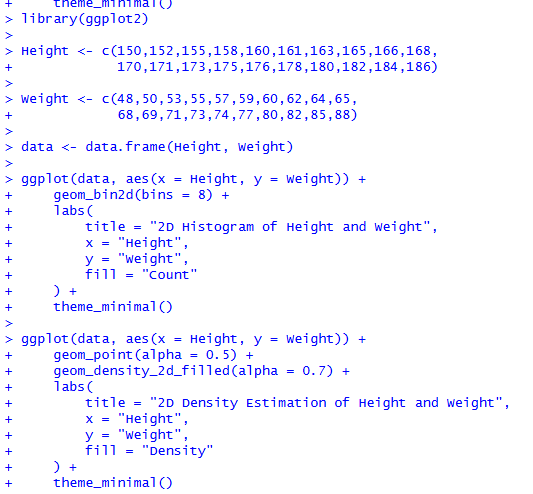 +     theme_minimal()
> library(ggplot2)
>
> Height <- c(150,152,155,158,160,161,163,165,166,168,
+             170,171,173,175,176,178,180,182,184,186)
>
> Weight <- c(48,50,53,55,57,59,60,62,64,65,
+             68,69,71,73,74,77,80,82,85,88)
>
> data <- data.frame(Height, Weight)
>
> ggplot(data, aes(x = Height, y = Weight)) +
+     geom_bin2d(bins = 8) +
+     labs(
+         title = "2D Histogram of Height and Weight",
+         x = "Height",
+         y = "Weight",
+         fill = "Count"
+     ) +
+     theme_minimal()
>
> ggplot(data, aes(x = Height, y = Weight)) +
+     geom_point(alpha = 0.5) +
+     geom_density_2d_filled(alpha = 0.7) +
+     labs(
+         title = "2D Density Estimation of Height and Weight",
+         x = "Height",
+         y = "Weight",
+         fill = "Density"
+     ) +
+     theme_minimal()